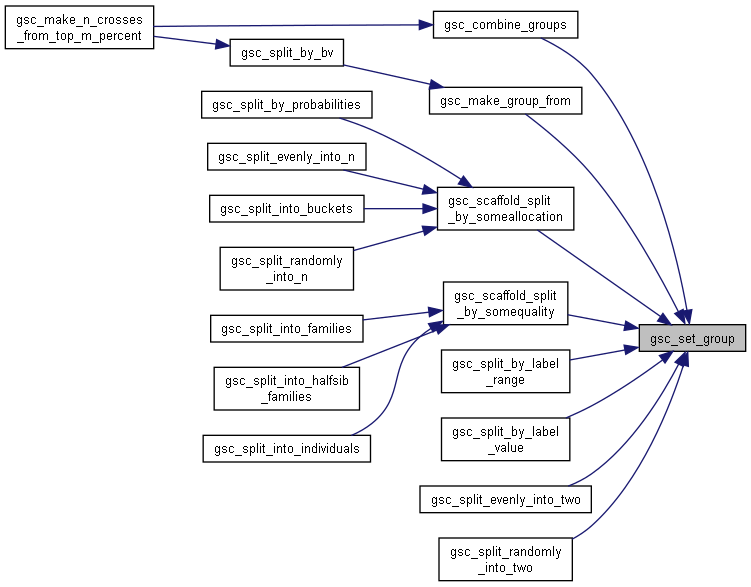 gsc_make_n_crosses
_from_top_m_percent
gsc_combine_groups
gsc_split_by_bv
gsc_make_group_from
gsc_split_by_probabilities
gsc_split_evenly_into_n
gsc_split_into_buckets
gsc_scaffold_split
_by_someallocation
gsc_split_randomly
_into_n
gsc_scaffold_split
_by_somequality
gsc_split_into_families
gsc_set_group
gsc_split_by_label
_range
gsc_split_into_halfsib
_families
gsc_split_by_label
_value
gsc_split_into_individuals
gsc_split_evenly_into_two
gsc_split_randomly
_into_two